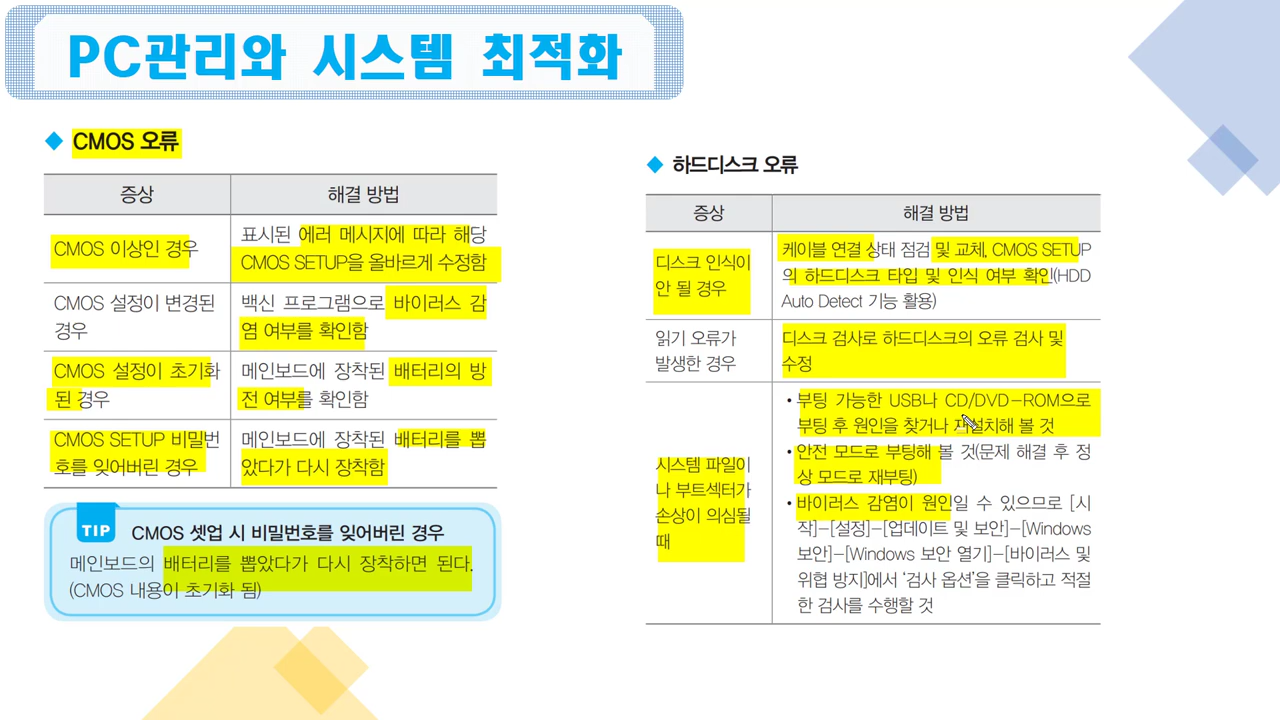 PC관리와 시스템 최적화
◆ CMOS 오류
증상
해결 방법
CMOS 이상인 경우
표시된 에러 메시지에 따라 해당
CMOS SETUP을 올바르게 수정함
CMOS 설정이 변경된
경우
백신 프로그램으로 바이러스 감
염 여부를 확인함
CMOS 설정이 초기화
된 경우
메인보드에 장착된 배터리의 방
전 여부를 확인함
CMOS SETUP 비밀번
호를 잊어버린 경우
메인보드에 장착된 배터리를 뽑
았다가 다시 장착함
TIP
CMOS 셋업 시 비밀번호를 잊어버린 경우
메인보드의 배터리를 뽑았다가 다시 장착하면 된다.
(CMOS 내용이 초기화 됨)
◆ 하드디스크 오류
증상
해결 방법
디스크 인식이
안 될 경우
케이블 연결 상태 점검 및 교체, CMOS SETUP
의 하드디스크 타입 및 인식 여부 확인(HDD
Auto Detect 기능 활용)
읽기 오류가
발생한 경우
디스크 검사로 하드디스크의 오류 검사 및
수정
시스템 파일이
나 부트섹터가
손상이 의심될
때
• 부팅 가능한 USB나 CD/DVD-ROM으로
부팅 후 원인을 찾거나 재설치해 볼 것
• 안전 모드로 부팅해 볼 것(문제 해결 후 정
상 모드로 재부팅)
• 바이러스 감염이 원인일 수 있으므로 [시
작]-[설정]-[업데이트 및 보안]-[Windows
보안]-[Windows 보안 열기]-[바이러스 및
위협 방지]에서 '검사 옵션'을 클릭하고 적절
한 검사를 수행할 것